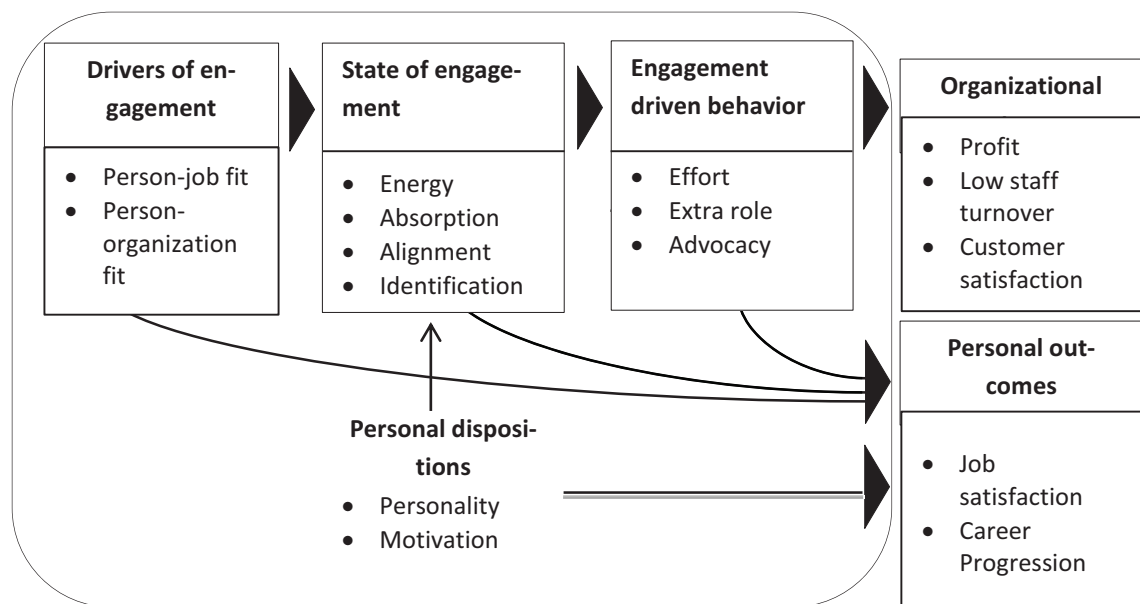 Drivers of en-
gagement
• Person-job fit
• Person-
organization
fit
State of engage-
ment
• Energy
• Absorption
• Alignment
• Identification
Engagement
driven behavior
• Effort
• Extra role
• Advocacy
Organizational
• Profit
• Low staff
turnover
• Customer
satisfaction
Personal out-
comes
• Job
satisfaction
• Career
Progression
Personal disposi-
tions
• Personality
• Motivation